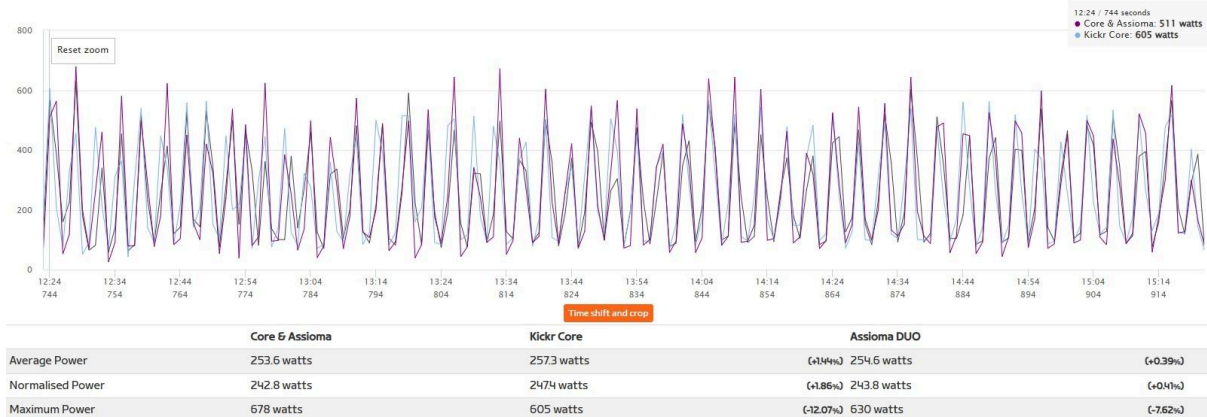 12:24 / 744 seconds
● Core & Assioma: 511 watts
● Kickr Core: 605 watts
Reset zoom
800
600
400
200
0
12:24 12:34 12:44 12:54 13:04 13:14 13:24 13:34 13:44 13:54 14:04 14:14 14:24 14:34 14:44 14:54 15:04 15:14
744 754 764 774 784 794 804 814 824 834 844 854 864 874 884 894 904 914
Time shift and crop
Core & Assioma Kickr Core Assioma DUO
Average Power 253.6 watts 257.3 watts (+1.44%) 254.6 watts (+0.39%)
Normalised Power 242.8 watts 247.4 watts (+1.86%) 243.8 watts (+0.41%)
Maximum Power 678 watts 605 watts (-12.07%) 630 watts (-7.62%)